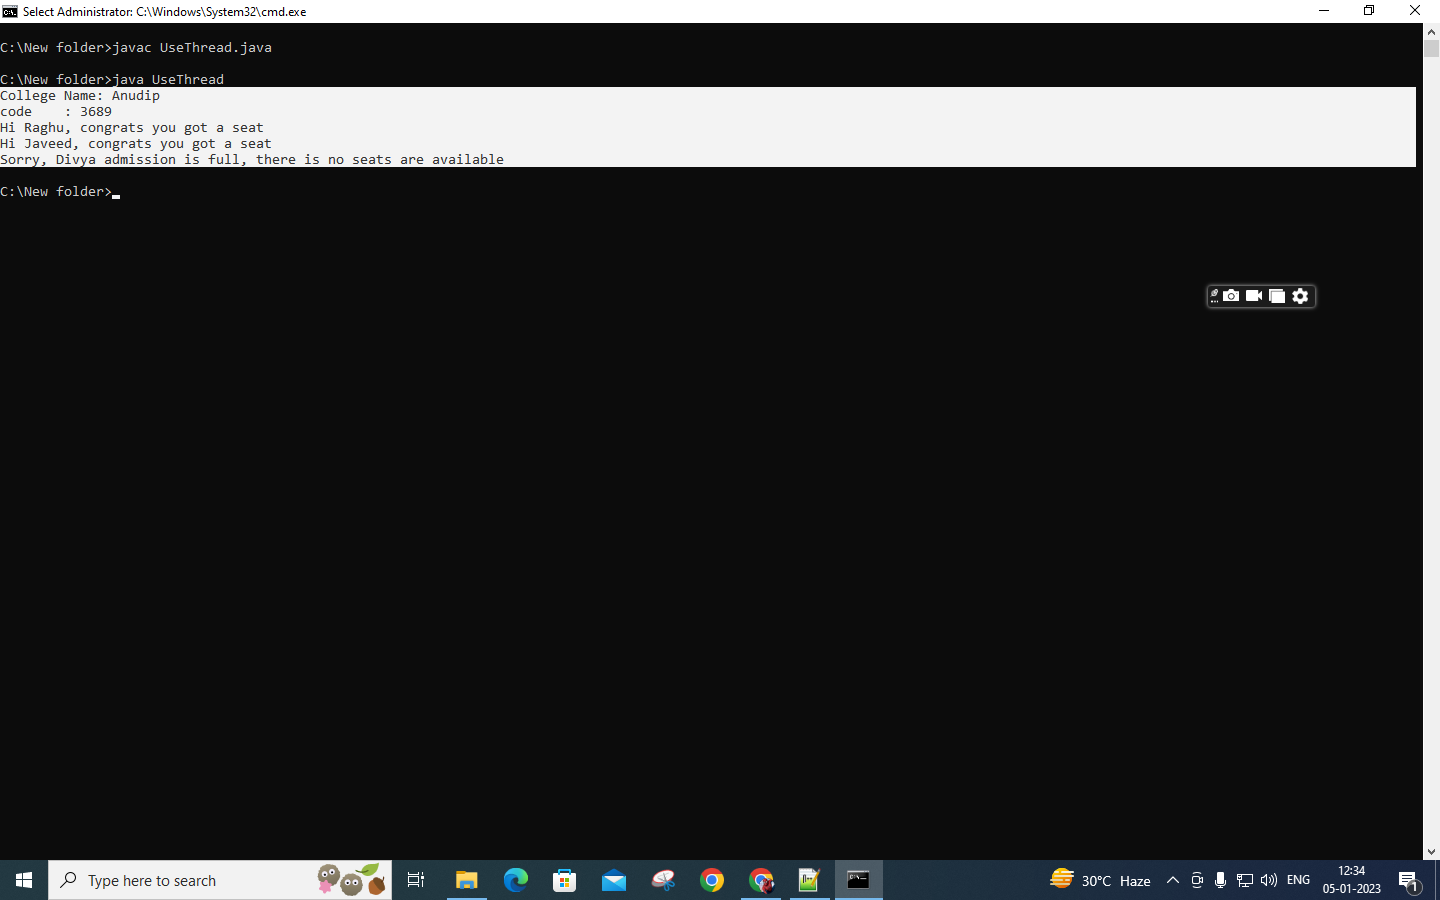 Select Administrator: C:\Windows\System32\cmd.exe
C:\New folder>javac UseThread.java
C:\New folder>java UseThread
College Name: Anudip
code    : 3689
Hi Raghu, congrats you got a seat
Hi Javeed, congrats you got a seat
Sorry, Divya admission is full, there is no seats are available
C:\New folder>
Type here to search
30°C Haze
ENG
12:34
05-01-2023
1